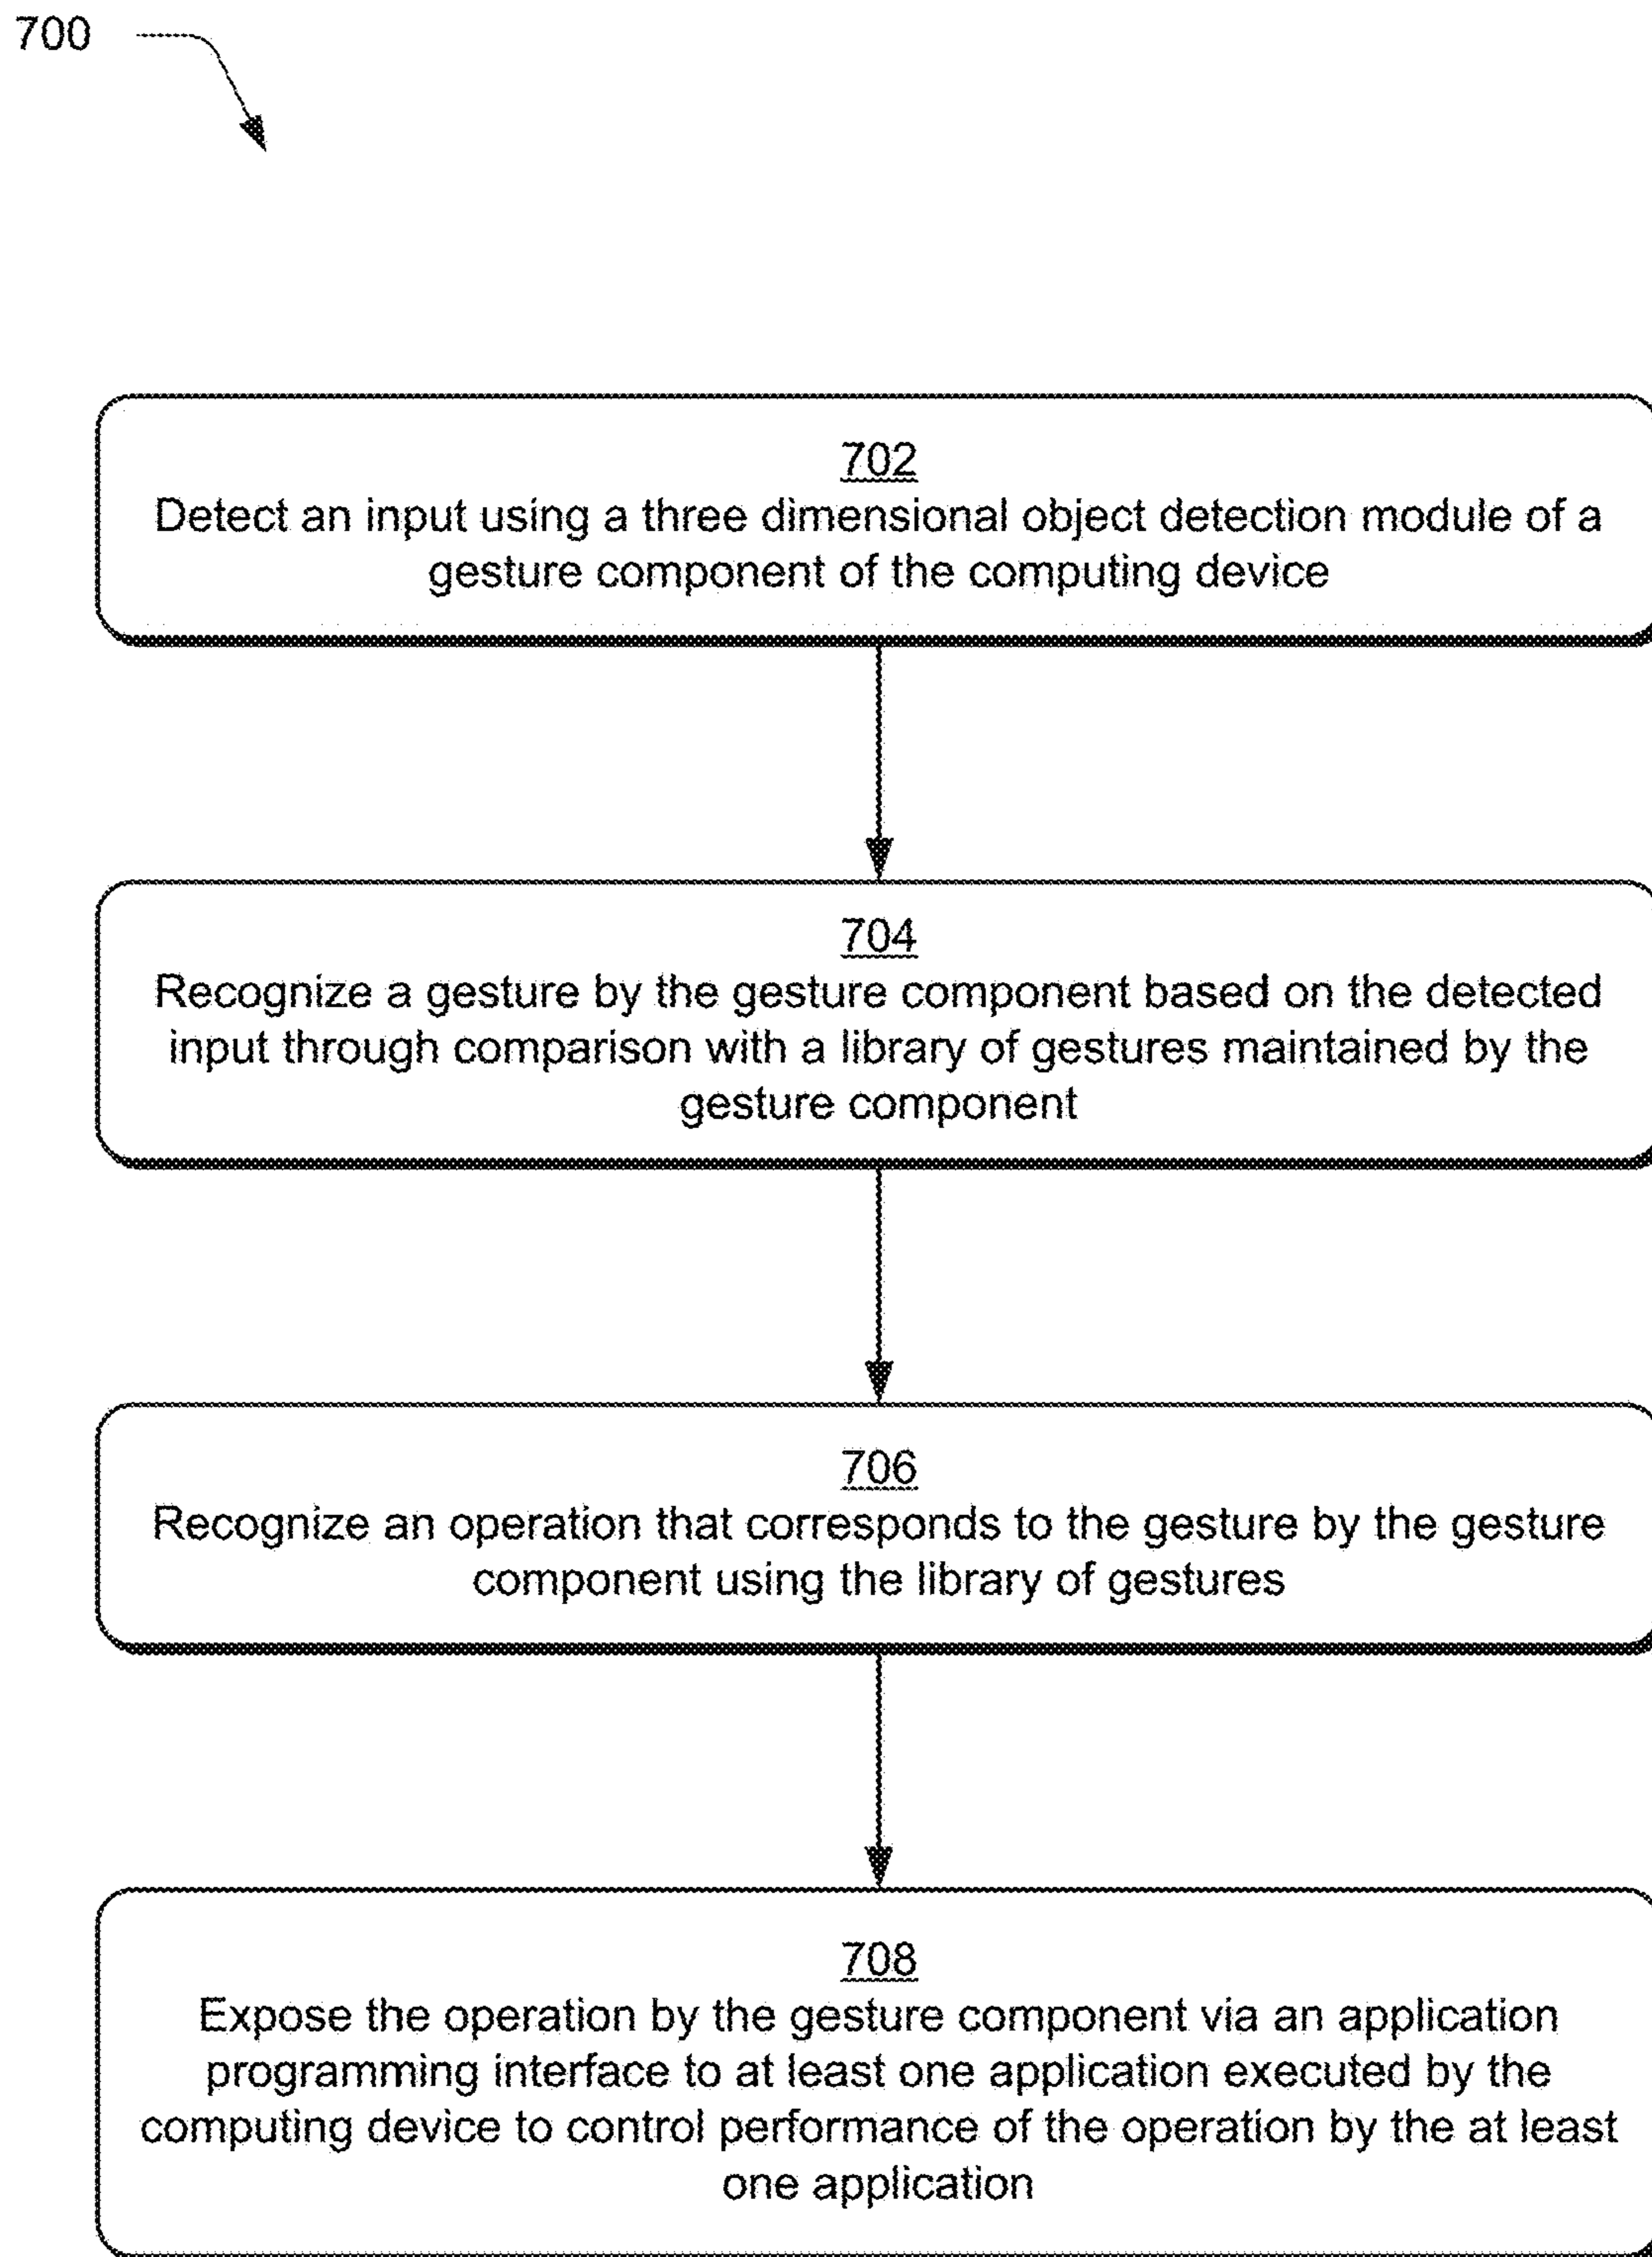 700
702
Detect an input using a three dimensional object detection module of a
gesture component of the computing device
704
Recognize a gesture by the gesture component based on the detected
input through comparison with a library of gestures maintained by the
gesture component
706
Recognize an operation that corresponds to the gesture by the gesture
component using the library of gestures
708
Expose the operation by the gesture component via an application
programming interface to at least one application executed by the
computing device to control performance of the operation by the at least
one application